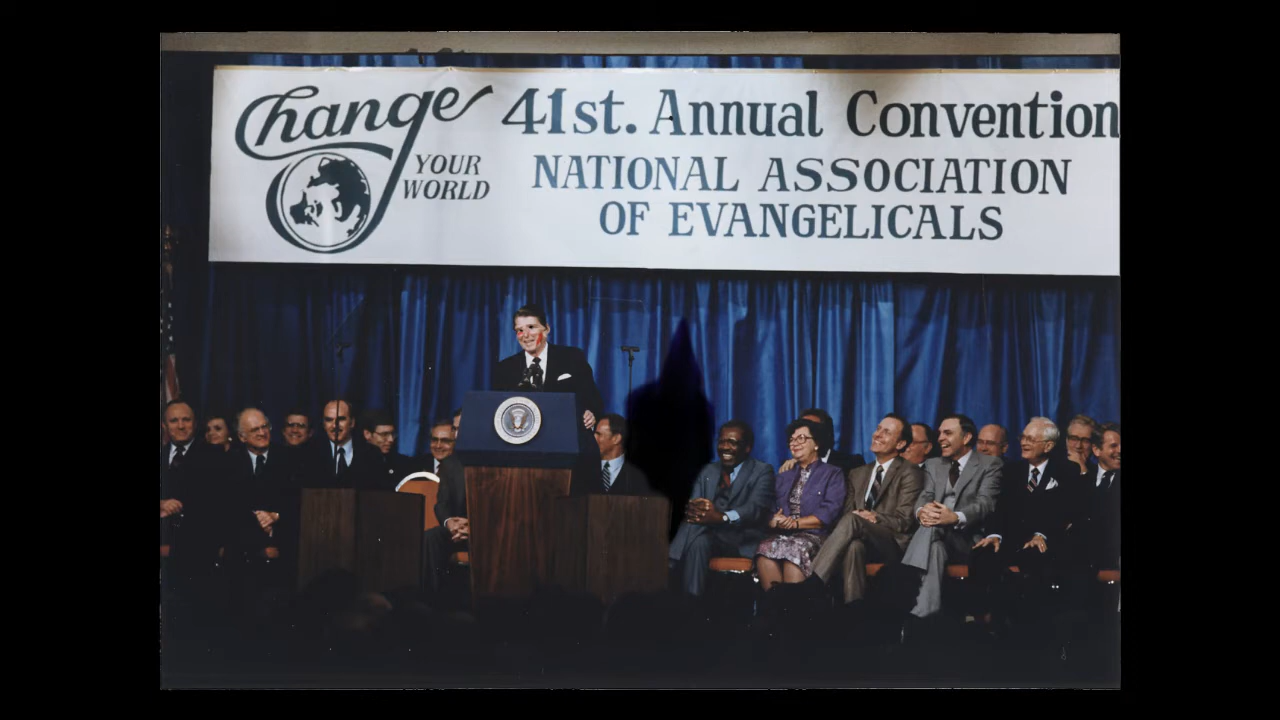 Change
YOUR
WORLD
41st. Annual Convention
NATIONAL ASSOCIATION
OF EVANGELICALS